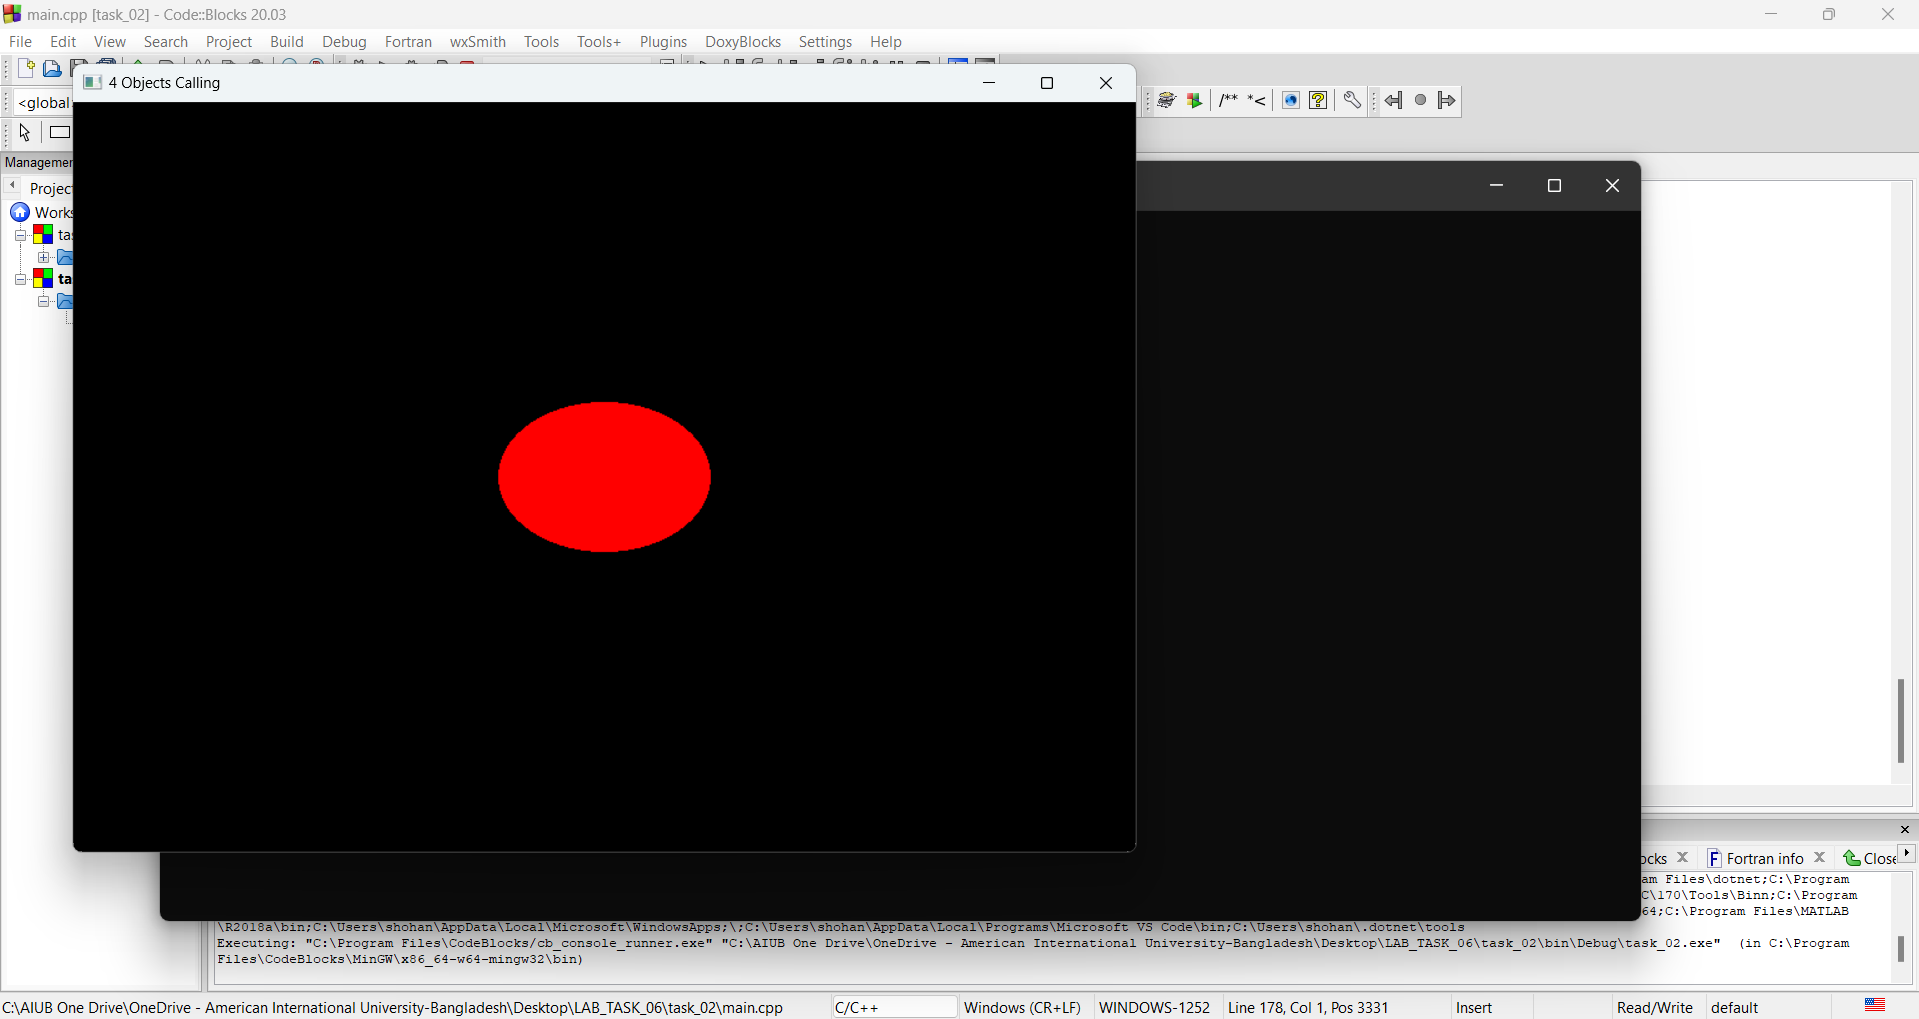 main.cpp [task_02] - Code::Blocks 20.03
File Edit View Search Project Build Debug Fortran wxSmith Tools Tools+ Plugins DoxyBlocks Settings Help
4 Objects Calling
<global
/** *<
Fortran info
Close
am Files\dotnet;C:\Program
C\170\Tools\Binn;C:\Program
64;C:\Program Files\MATLAB
\R2018a\bin;C:\Users\shohan\AppData\Local\Microsoft\WindowsApps;\;C:\Users\shohan\AppData\Local\Programs\Microsoft VS Code\bin;C:\Users\shohan\.dotnet\tools
Executing: "C:\Program Files\CodeBlocks/cb_console_runner.exe" "C:\AIUB One Drive\OneDrive - American International University-Bangladesh\Desktop\LAB_TASK_06\task_02\bin\Debug\task_02.exe"  (in C:\Program
Files\CodeBlocks\MinGW\x86_64-w64-mingw32\bin)
C:\AIUB One Drive\OneDrive - American International University-Bangladesh\Desktop\LAB_TASK_06\task_02\main.cpp C/C++ Windows (CR+LF) WINDOWS-1252 Line 178, Col 1, Pos 3331 Insert Read/Write default